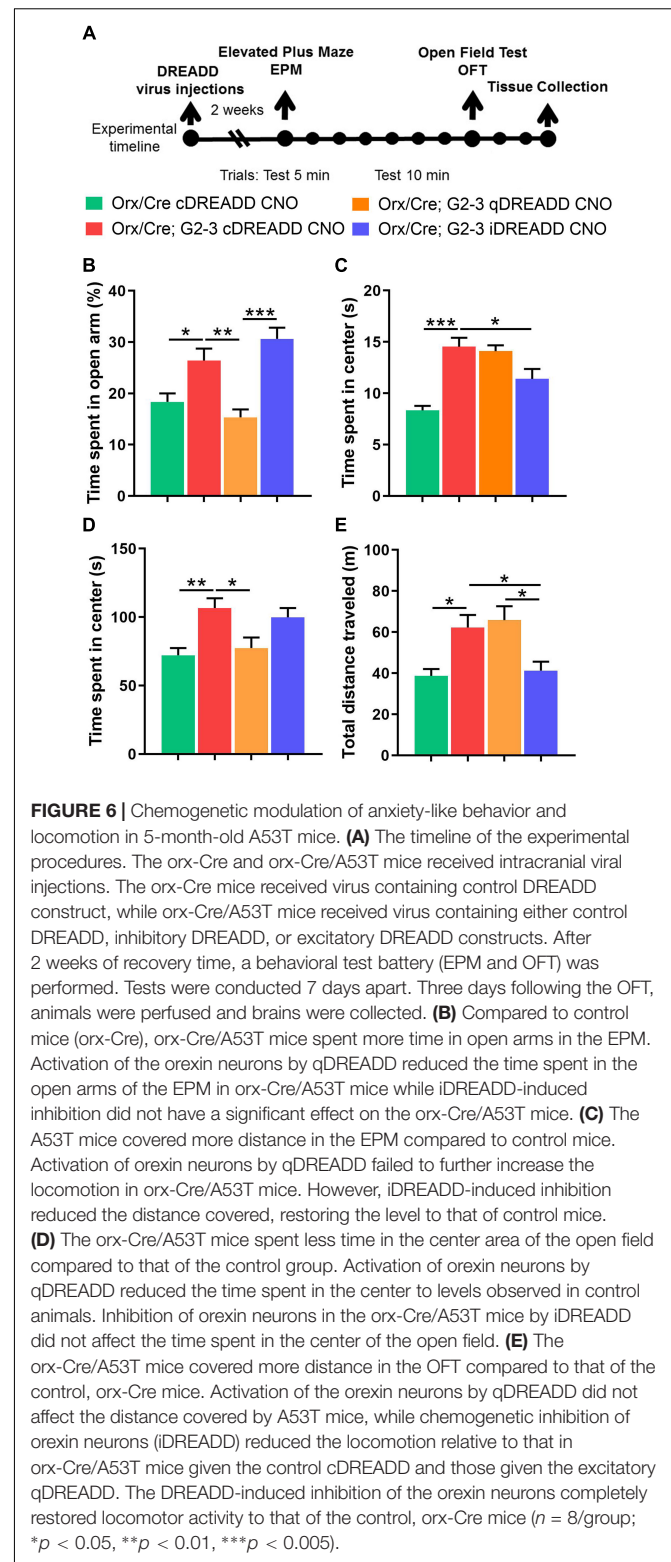 A
Elevated Plus Maze
EPM
Open Field Test
OFT
DREADD
virus injections
Tissue Collection
2 weeks
Experimental
timeline
Trials: Test 5 min
Test 10 min
Orx/Cre cDREADD CNO
Orx/Cre; G2-3 qDREADD CNO
Orx/Cre; G2-3 cDREADD CNO
Orx/Cre; G2-3 iDREADD CNO
B
Time spent in open arm (%)
40
30
20
10
0
*
**
***
C
Time spent in center (s)
20
15
10
5
0
***
*
D
Time spent in center (s)
150
100
50
0
**
*
E
Total distance traveled (m)
100
80
60
40
20
0
*
*
*
FIGURE 6 | Chemogenetic modulation of anxiety-like behavior and
locomotion in 5-month-old A53T mice. (A) The timeline of the experimental
procedures. The orx-Cre and orx-Cre/A53T mice received intracranial viral
injections. The orx-Cre mice received virus containing control DREADD
construct, while orx-Cre/A53T mice received virus containing either control
DREADD, inhibitory DREADD, or excitatory DREADD constructs. After
2 weeks of recovery time, a behavioral test battery (EPM and OFT) was
performed. Tests were conducted 7 days apart. Three days following the OFT,
animals were perfused and brains were collected. (B) Compared to control
mice (orx-Cre), orx-Cre/A53T mice spent more time in open arms in the EPM.
Activation of the orexin neurons by qDREADD reduced the time spent in the
open arms of the EPM in orx-Cre/A53T mice while iDREADD-induced
inhibition did not have a significant effect on the orx-Cre/A53T mice. (C) The
A53T mice covered more distance in the EPM compared to control mice.
Activation of orexin neurons by qDREADD failed to further increase the
locomotion in orx-Cre/A53T mice. However, iDREADD-induced inhibition
reduced the distance covered, restoring the level to that of control mice.
(D) The orx-Cre/A53T mice spent less time in the center area of the open field
compared to that of the control group. Activation of orexin neurons by
qDREADD reduced the time spent in the center to levels observed in control
animals. Inhibition of orexin neurons in the orx-Cre/A53T mice by iDREADD
did not affect the time spent in the center of the open field. (E) The
orx-Cre/A53T mice covered more distance in the OFT compared to that of the
control, orx-Cre mice. Activation of the orexin neurons by qDREADD did not
affect the distance covered by A53T mice, while chemogenetic inhibition of
orexin neurons (iDREADD) reduced the locomotion relative to that in
orx-Cre/A53T mice given the control cDREADD and those given the excitatory
qDREADD. The DREADD-induced inhibition of the orexin neurons completely
restored locomotor activity to that of the control, orx-Cre mice (n = 8/group;
*p < 0.05, **p < 0.01, ***p < 0.005).